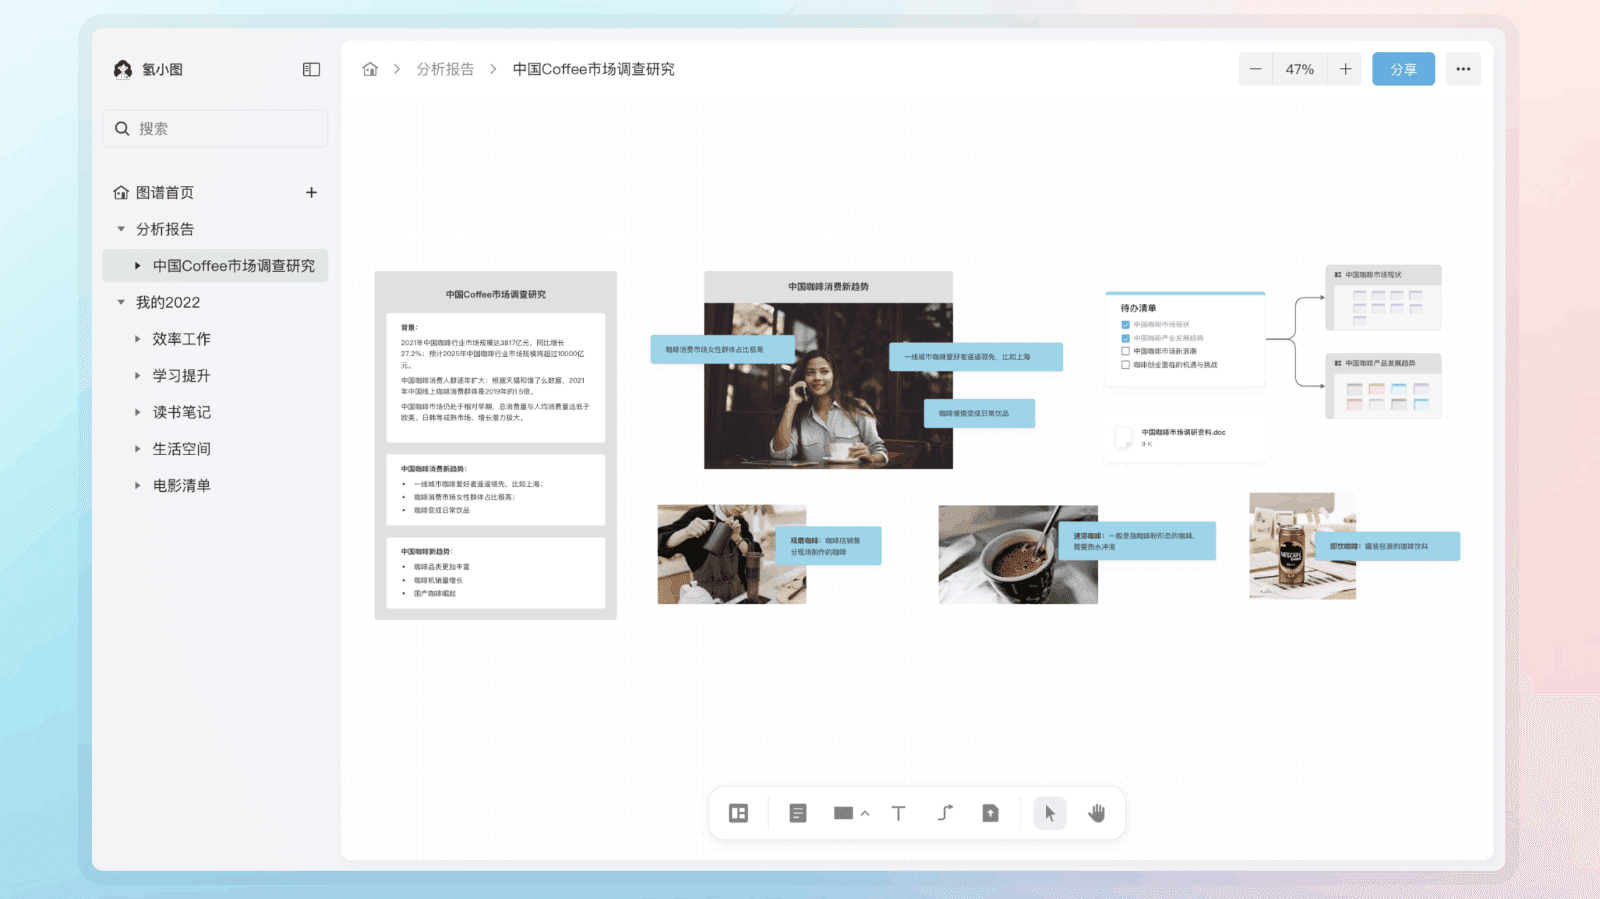 氢小图
搜索
图谱首页
分析报告
中国Coffee市场调查研究
我的2022
效率工作
学习提升
读书笔记
生活空间
电影清单
分析报告
中国Coffee市场调查研究
47%
分享
中国Coffee市场调查研究
背景:
2021年中国咖啡行业市场规模达3817亿元,同比增长
27.2%;预计2025年中国咖啡行业市场规模将超过10000亿
元。
中国咖啡消费人群逐年扩大:根据天猫和饿了么数据,2021
年中国线上咖啡消费群体是2019年的1.5倍。
中国咖啡市场仍处于相对早期,总消费量与人均消费量远低于
欧美、日韩等成熟市场,增长潜力极大。
中国咖啡消费新趋势:
一线城市咖啡爱好者遥遥领先,比如上海;
咖啡消费市场女性群体占比极高;
咖啡变成日常饮品
中国咖啡新趋势:
咖啡品类更加丰富
咖啡机销量增长
国产咖啡崛起
中国咖啡消费新趋势
咖啡消费市场女性群体占比极高
一线城市咖啡爱好者遥遥领先,比如上海
咖啡慢慢变成日常饮品
现磨咖啡:咖啡店销售
分现场制作的咖啡
速溶咖啡:一般是指咖啡粉形态的咖啡,
需要热水冲泡
NESCAFÉ
即饮咖啡:罐装包装的咖啡饮料
待办清单
中国咖啡市场现状
中国咖啡产业发展趋势
中国咖啡市场新浪潮
咖啡创业面临的机遇与挑战
中国咖啡市场调研资料.doc
9 K
中国咖啡市场现状
中国咖啡产品发展趋势